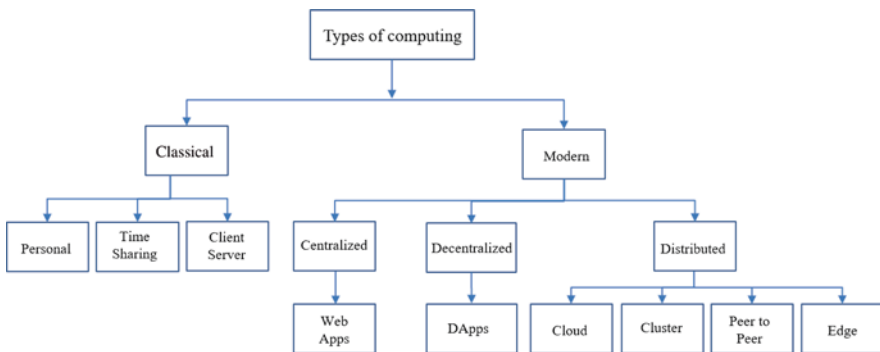 Types of computing
Classical
Modern
Personal
Time
Sharing
Client
Server
Centralized
Decentralized
Distributed
Web
Apps
DApps
Cloud
Cluster
Peer to
Peer
Edge